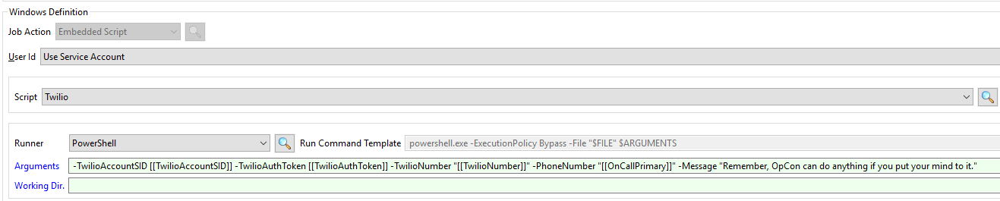 Windows Definition
Job Action Embedded Script
User Id Use Service Account
Script Twilio
Runner PowerShell Run Command Template powershell.exe -ExecutionPolicy Bypass -File "$FILE" $ARGUMENTS
Arguments -TwilioAccountSID [[TwilioAccountSID]] -TwilioAuthToken [[TwilioAuthToken]] -TwilioNumber "[[TwilioNumber]]" -PhoneNumber "[[OnCallPrimary]]" -Message "Remember, OpCon can do anything if you put your mind to it."
Working Dir.